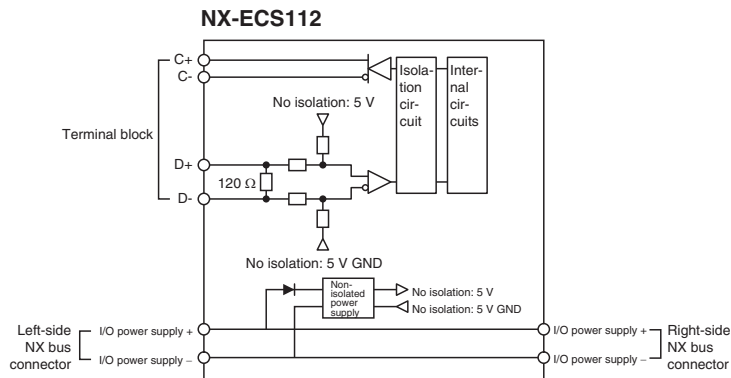 NX-ECS112
C+
C-
Isola-
tion
cir-
cuit
Inter-
nal
cir-
cuits
No isolation: 5 V
Terminal block
D+
120 Ω
D-
No isolation: 5 V GND
Non-
isolated
power
supply
No isolation: 5 V
No isolation: 5 V GND
Left-side
NX bus
connector
I/O power supply +
I/O power supply –
I/O power supply +
I/O power supply –
Right-side
NX bus
connector